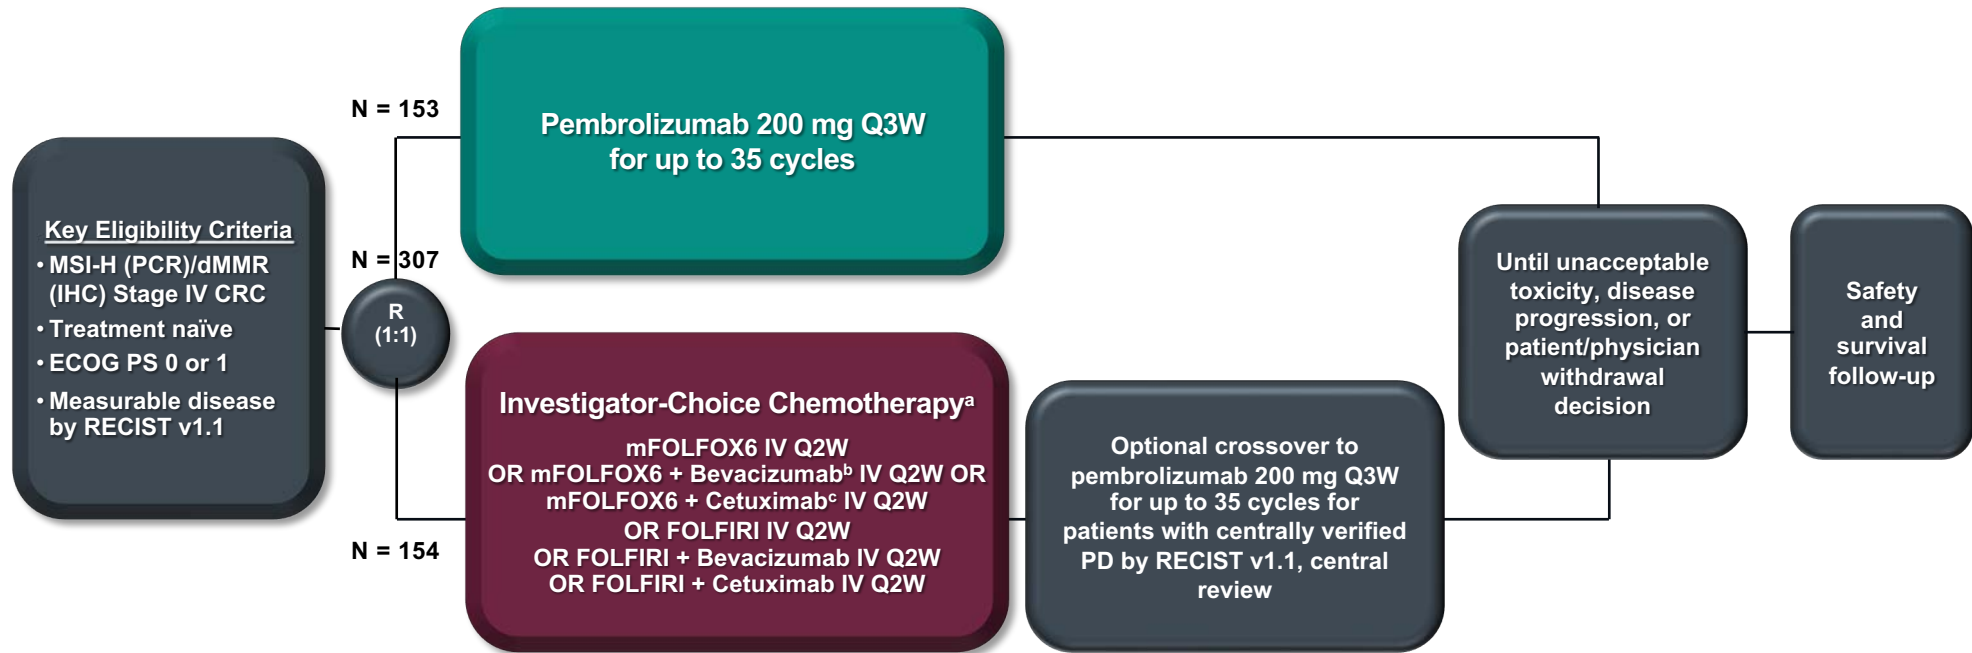 Key Eligibility Criteria
• MSI-H (PCR)/dMMR
(IHC) Stage IV CRC
• Treatment naïve
• ECOG PS 0 or 1
• Measurable disease
by RECIST v1.1
N = 153
N = 307
R
(1:1)
N = 154
Pembrolizumab 200 mg Q3W
for up to 35 cycles
Investigator-Choice Chemotherapyᵃ
mFOLFOX6 IV Q2W
OR mFOLFOX6 + Bevacizumabᵇ IV Q2W OR
mFOLFOX6 + Cetuximabᶜ IV Q2W
OR FOLFIRI IV Q2W
OR FOLFIRI + Bevacizumab IV Q2W
OR FOLFIRI + Cetuximab IV Q2W
Optional crossover to
pembrolizumab 200 mg Q3W
for up to 35 cycles for
patients with centrally verified
PD by RECIST v1.1, central
review
Until unacceptable
toxicity, disease
progression, or
patient/physician
withdrawal
decision
Safety
and
survival
follow-up